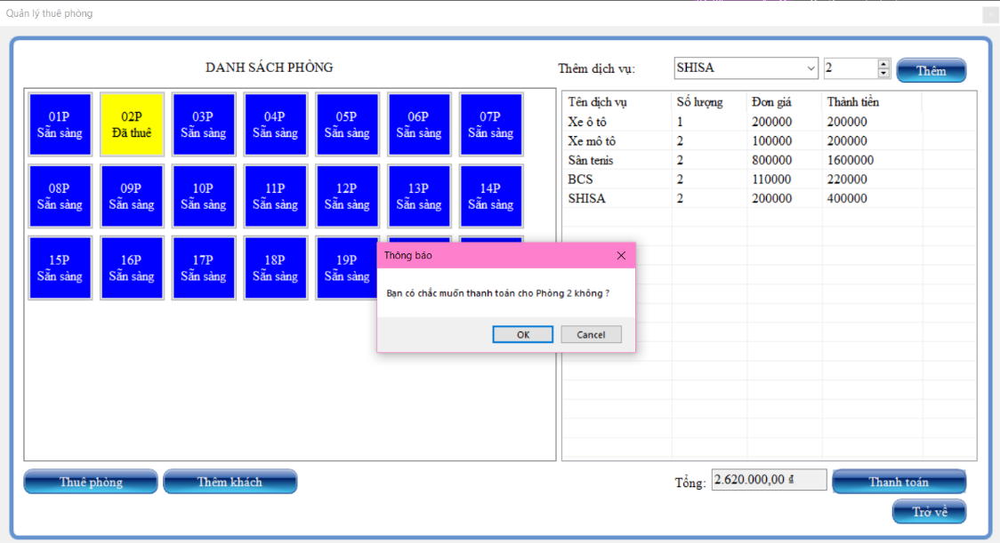 Quản lý thuê phòng
DANH SÁCH PHÒNG
Thêm dịch vụ:
SHISA
2
Thêm
01P
Sẵn sàng
02P
Đã thuê
03P
Sẵn sàng
04P
Sẵn sàng
05P
Sẵn sàng
06P
Sẵn sàng
07P
Sẵn sàng
08P
Sẵn sàng
09P
Sẵn sàng
10P
Sẵn sàng
11P
Sẵn sàng
12P
Sẵn sàng
13P
Sẵn sàng
14P
Sẵn sàng
15P
Sẵn sàng
16P
Sẵn sàng
17P
Sẵn sàng
18P
Sẵn sàng
19P
Sẵn sàng
Tên dịch vụ Số lượng Đơn giá Thành tiền
Xe ô tô 1 200000 200000
Xe mô tô 2 100000 200000
Sân tenis 2 800000 1600000
BCS 2 110000 220000
SHISA 2 200000 400000
Thông báo
Bạn có chắc muốn thanh toán cho Phòng 2 không ?
OK
Cancel
Thuê phòng
Thêm khách
Tổng: 2.620.000,00 ₫
Thanh toán
Trở về